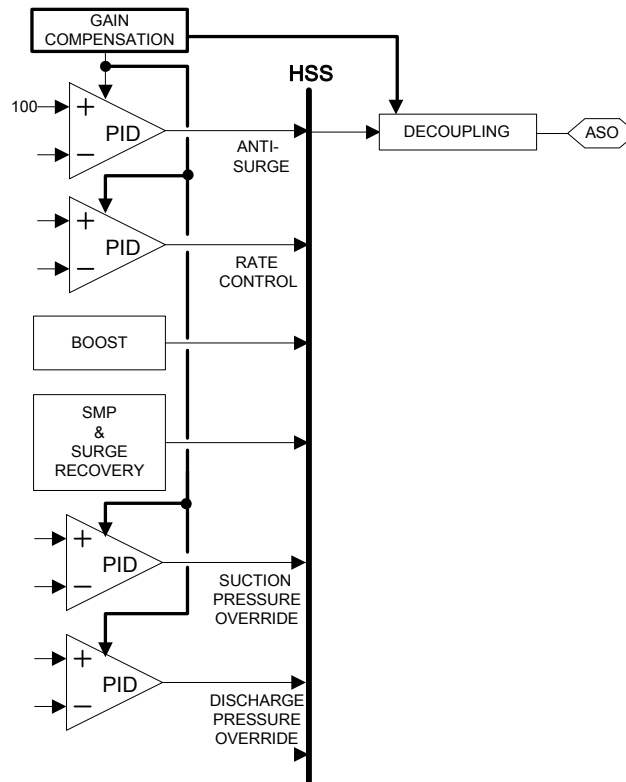 GAIN
COMPENSATION
HSS
100
+
PID
−
ANTI-
SURGE
DECOUPLING
ASO
+
PID
−
RATE
CONTROL
BOOST
SMP
&
SURGE
RECOVERY
+
PID
−
SUCTION
PRESSURE
OVERRIDE
+
PID
−
DISCHARGE
PRESSURE
OVERRIDE